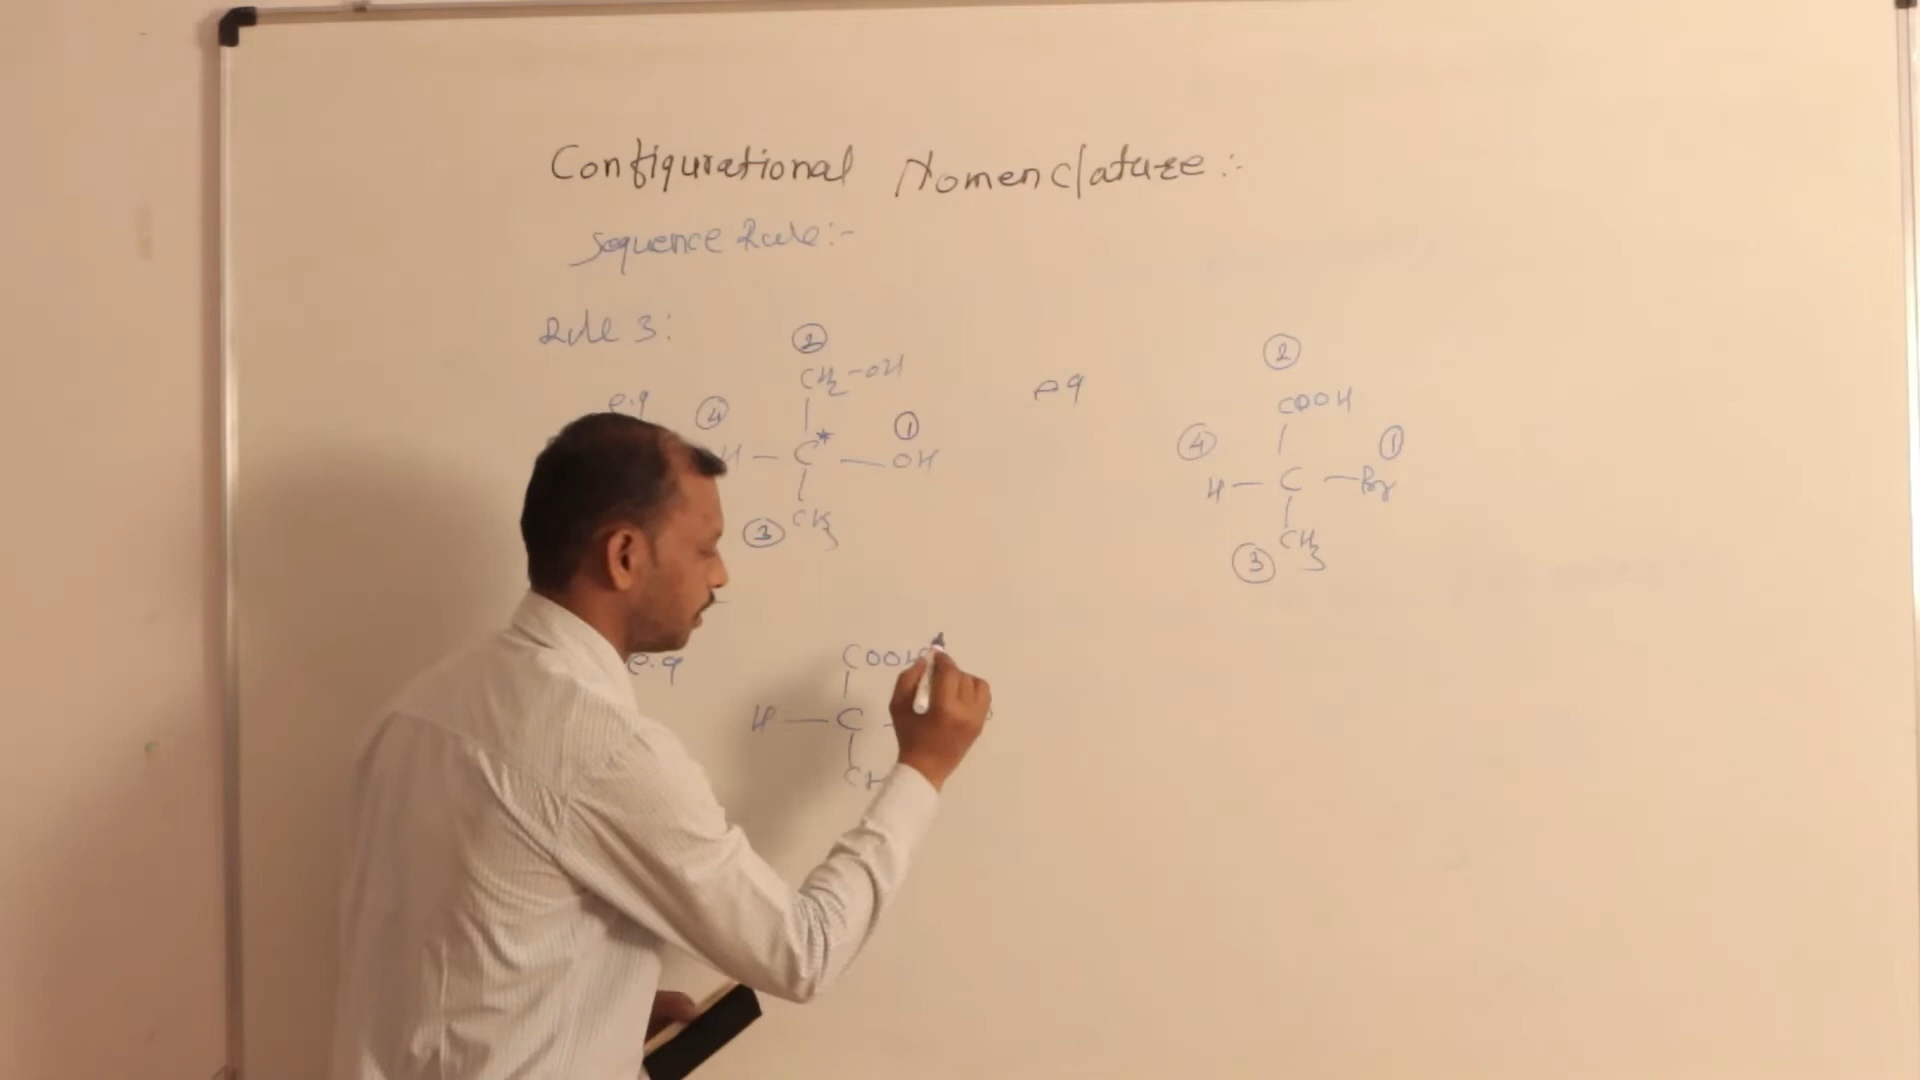 Configurational Nomenclature :-
Sequence Rule :-
Rule 3 :
e.g
②
CH2-OH
④
①
H - C* - OH
③ CH3
eg
②
COOH
④
①
H - C - Br
③ CH3
e.g
COOH
H - C -
CH